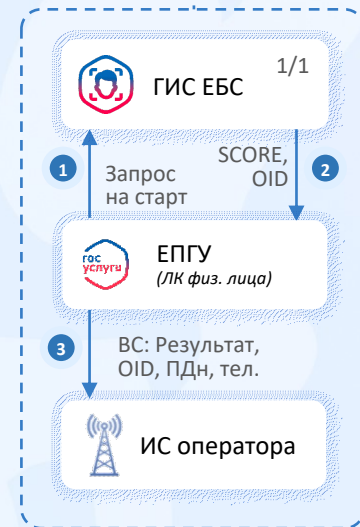 ГИС ЕБС
1/1
1
Запрос
на старт
SCORE,
OID
2
гос
услуги
ЕПГУ
(ЛК физ. лица)
3
ВС: Результат,
OID, ПДн, тел.
ИС оператора